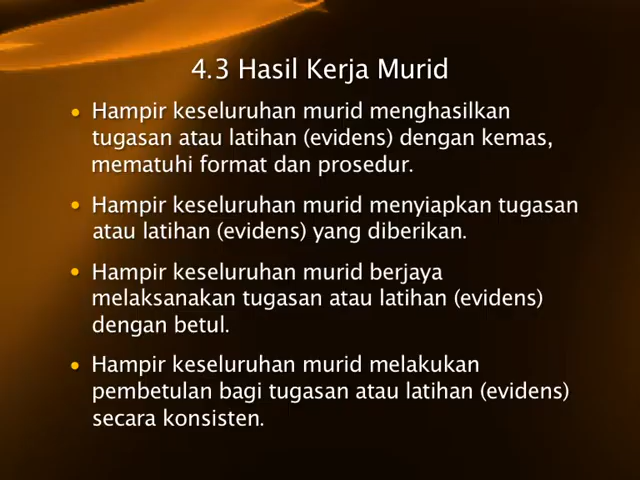 4.3 Hasil Kerja Murid
• Hampir keseluruhan murid menghasilkan
tugasan atau latihan (evidens) dengan kemas,
mematuhi format dan prosedur.
• Hampir keseluruhan murid menyiapkan tugasan
atau latihan (evidens) yang diberikan.
• Hampir keseluruhan murid berjaya
melaksanakan tugasan atau latihan (evidens)
dengan betul.
• Hampir keseluruhan murid melakukan
pembetulan bagi tugasan atau latihan (evidens)
secara konsisten.